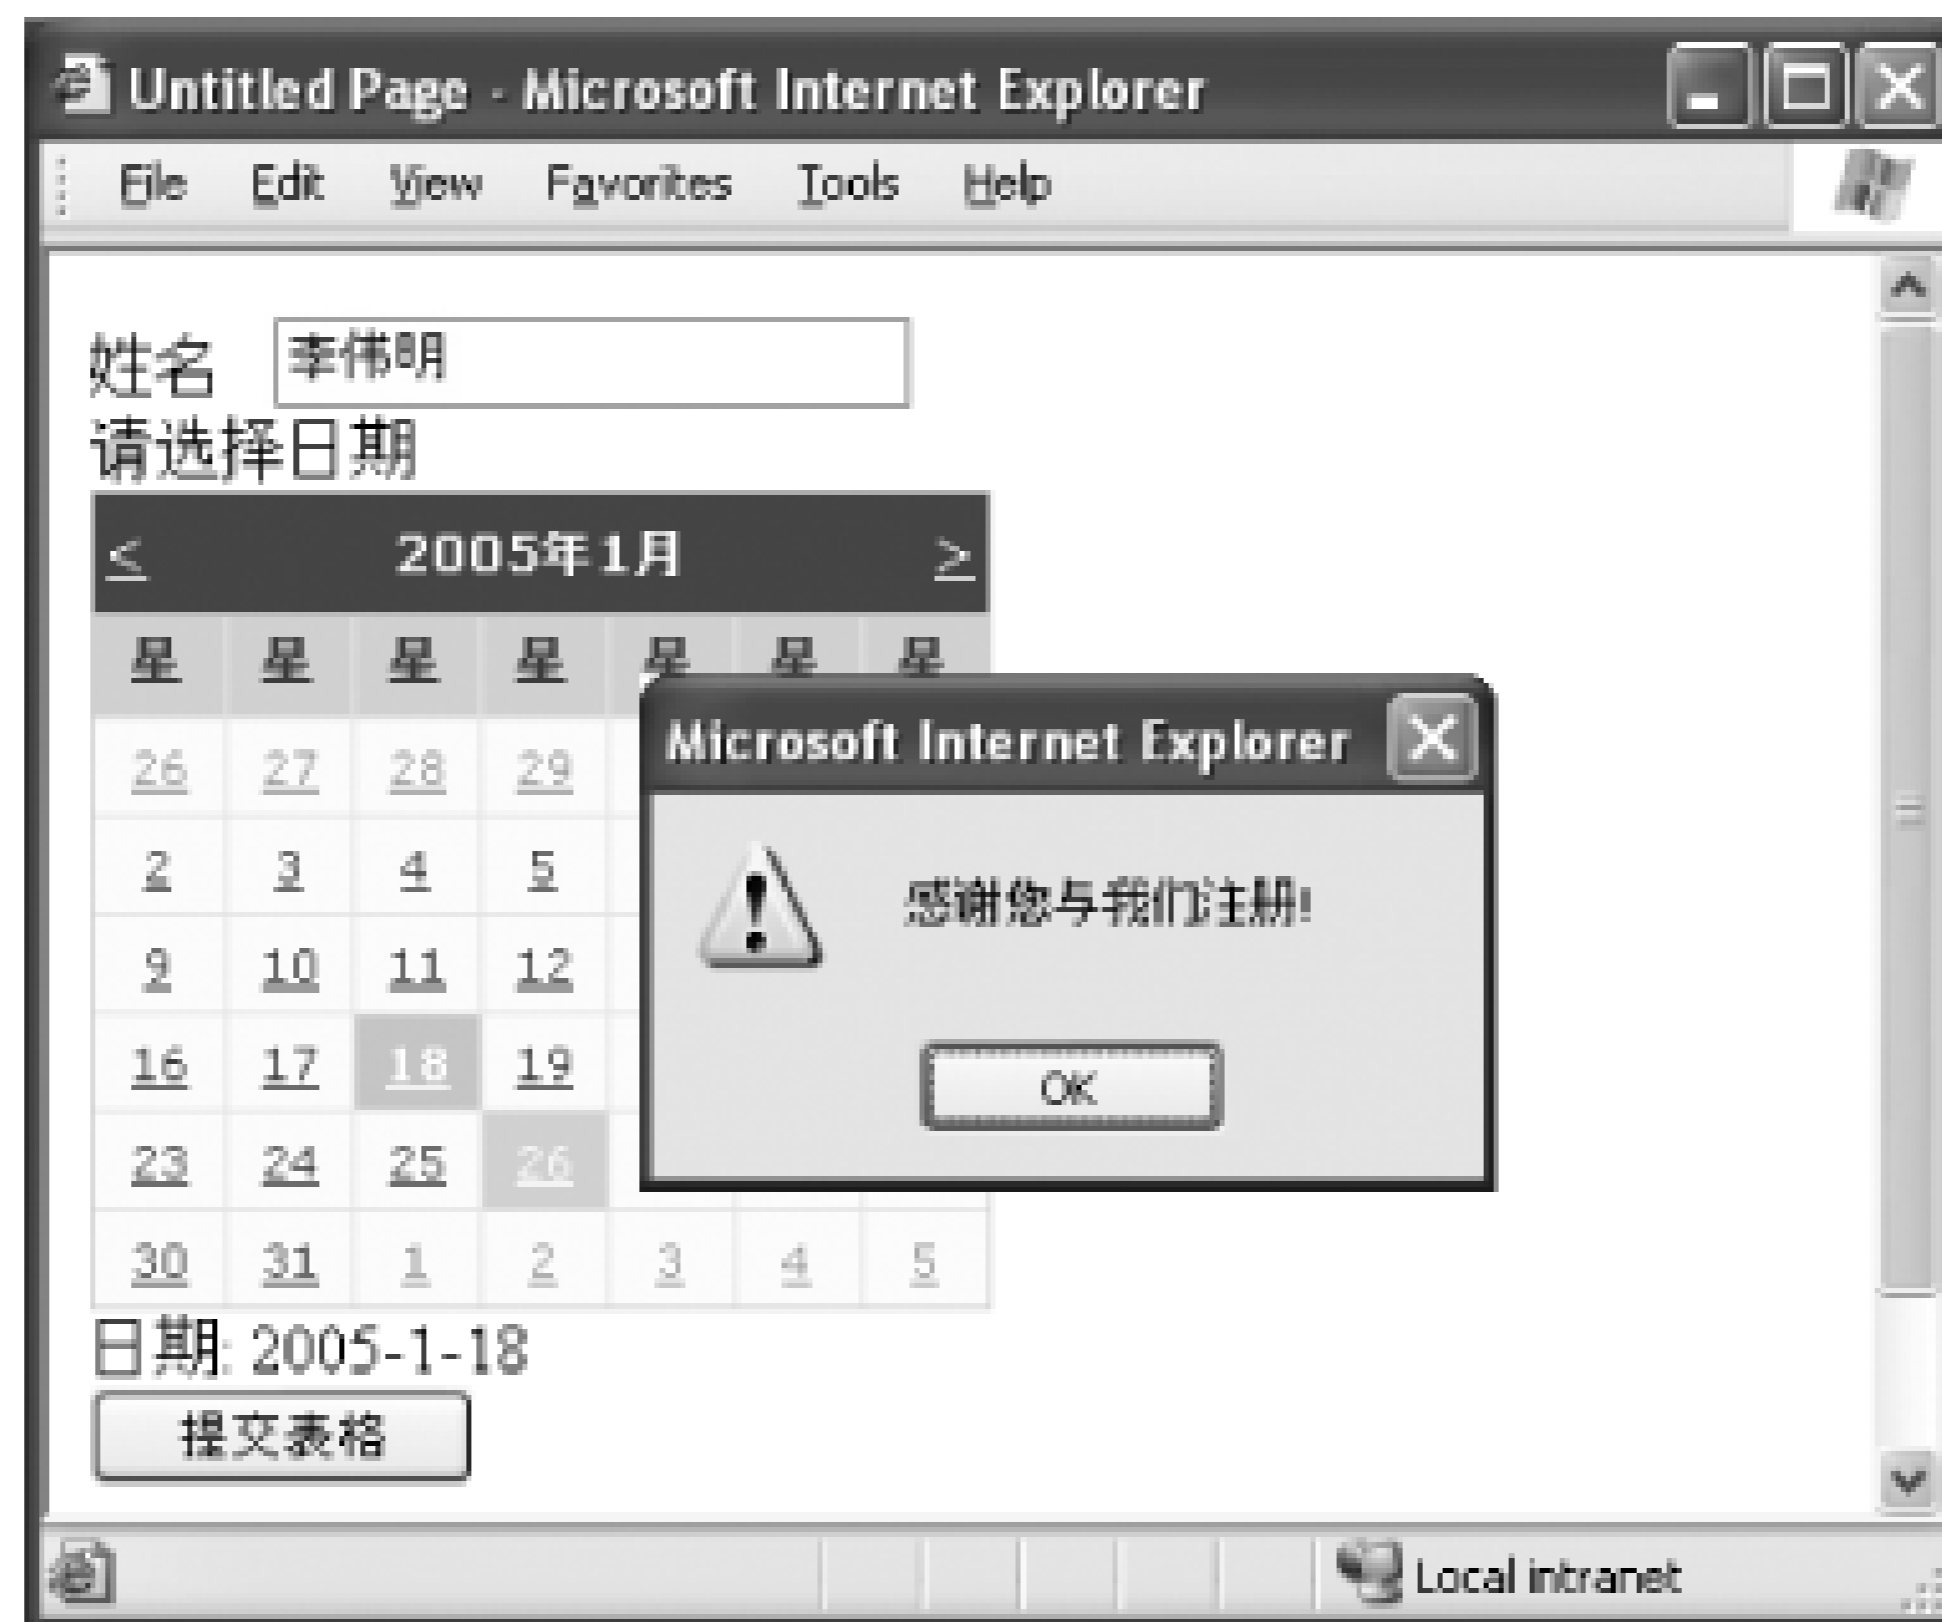 Untitled Page - Microsoft Internet Explorer
File Edit View Favorites Tools Help
姓名 李伟明
请选择日期
< 2005年1月 >
星 星 星 星 星 星 星
26 27 28 29
2 3 4 5
9 10 11 12
16 17 18 19
23 24 25 26
30 31 1 2 3 4 5
Microsoft Internet Explorer
感谢您与我们注册!
OK
日期: 2005-1-18
提交表格
Local intranet